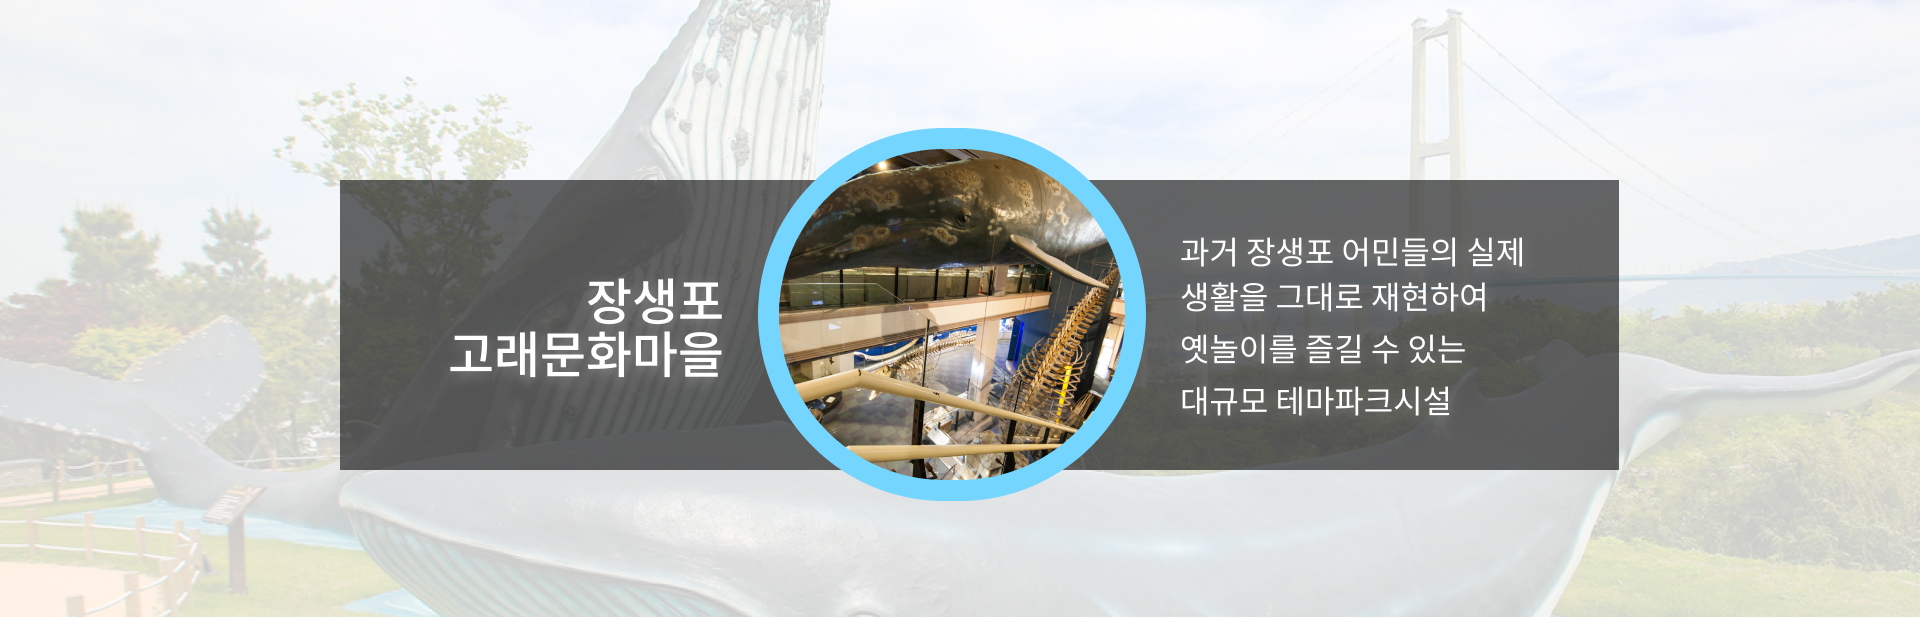 장생포
고래문화마을
과거 장생포 어민들의 실제
생활을 그대로 재현하여
옛놀이를 즐길 수 있는
대규모 테마파크시설